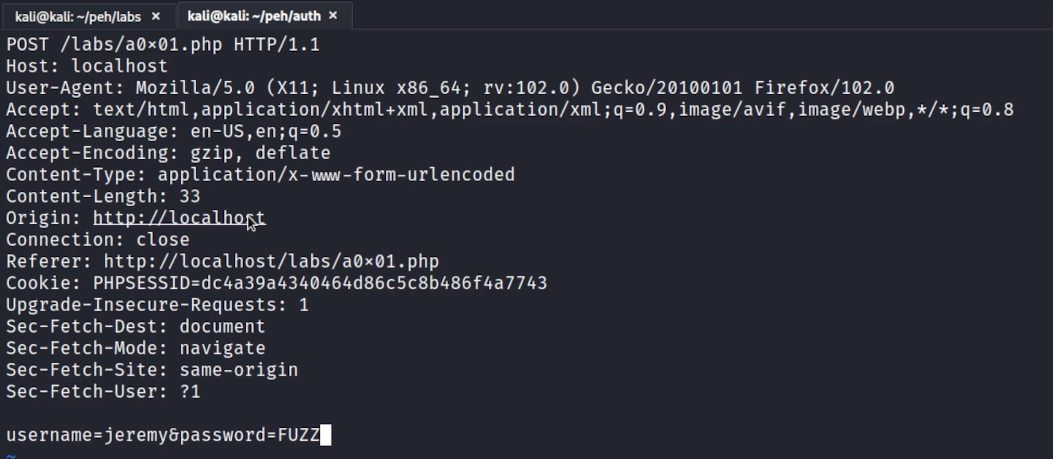 kali@kali: ~/peh/labs × kali@kali: ~/peh/auth ×
POST /labs/a0×01.php HTTP/1.1
Host: localhost
User-Agent: Mozilla/5.0 (X11; Linux x86_64; rv:102.0) Gecko/20100101 Firefox/102.0
Accept: text/html,application/xhtml+xml,application/xml;q=0.9,image/avif,image/webp,*/*;q=0.8
Accept-Language: en-US,en;q=0.5
Accept-Encoding: gzip, deflate
Content-Type: application/x-www-form-urlencoded
Content-Length: 33
Origin: http://localhost
Connection: close
Referer: http://localhost/labs/a0×01.php
Cookie: PHPSESSID=dc4a39a4340464d86c5c8b486f4a7743
Upgrade-Insecure-Requests: 1
Sec-Fetch-Dest: document
Sec-Fetch-Mode: navigate
Sec-Fetch-Site: same-origin
Sec-Fetch-User: ?1
username=jeremy&password=FUZZ
~